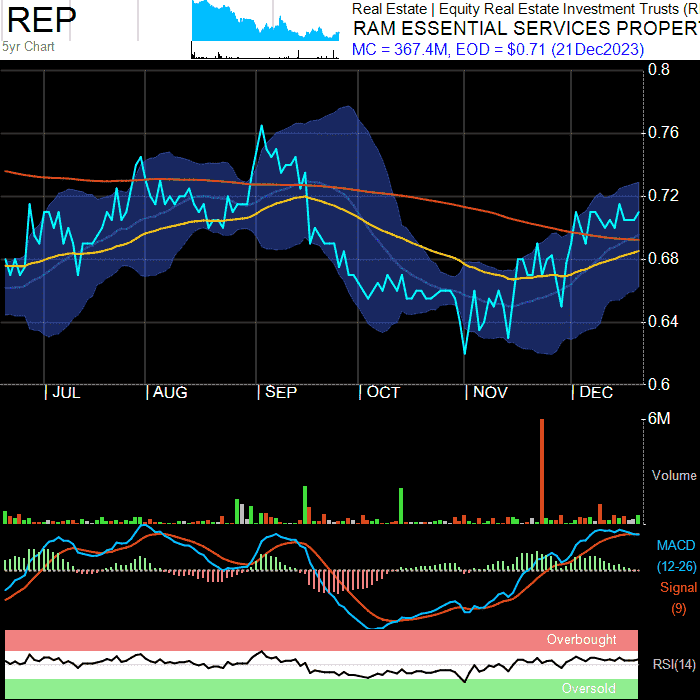 REP
5yr Chart
Real Estate | Equity Real Estate Investment Trusts (R
RAM ESSENTIAL SERVICES PROPER
MC = 367.4M, EOD = $0.71 (21Dec2023)
0.8
0.76
0.72
0.68
0.64
0.6
JUL AUG SEP OCT NOV DEC
6M
Volume
MACD
(12-26)
Signal
(9)
Overbought
RSI(14)
Oversold